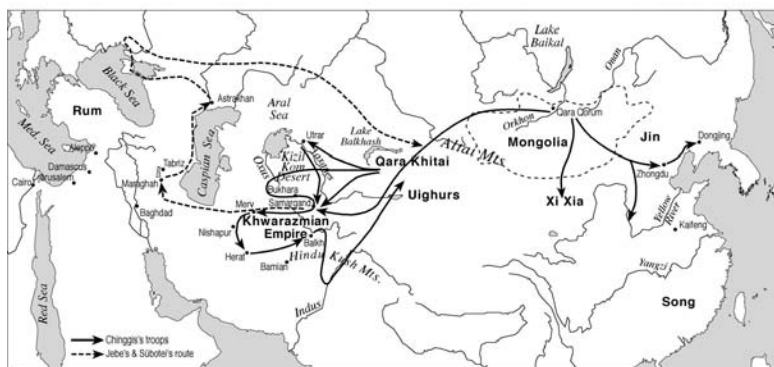 Lake
Baikal
Onan
Black Sea
Rum
Astrakhan
Aral
Sea
Lake
Balkhash
Orkhon
Qara Qorum
Mongolia
Altai Mts.
Jin
Dongjing
Med. Sea
Aleppo
Caspian Sea
Utrar
Oxus
Kizil
Kom
Desert
Jaxartes
Qara Khitai
Zhongdu
Damascus
Jerusalem
Tabriz
Bukhara
Uighurs
Cairo
Maraghah
Samarqand
Xi Xia
Yellow
River
Merv
Baghdad
Khwarazmian
Empire
Kaifeng
Nishapur
Balkh
Herat
Bamian
Hindu
Kush Mts.
Yangzi
Red Sea
Indus
Song
Chinggis's troops
Jebe's & Sübotei's route